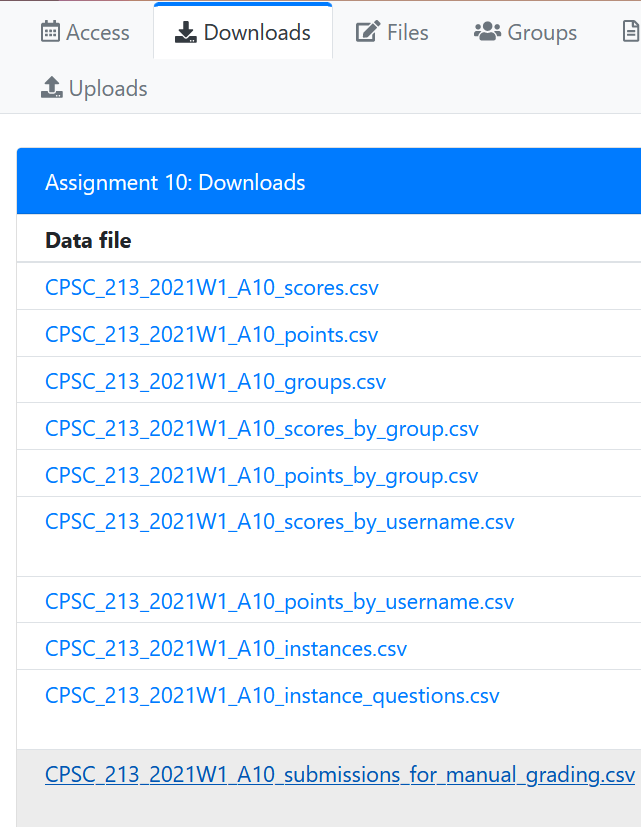 Access Downloads Files Groups
Uploads
Assignment 10: Downloads
Data file
CPSC_213_2021W1_A10_scores.csv
CPSC_213_2021W1_A10_points.csv
CPSC_213_2021W1_A10_groups.csv
CPSC_213_2021W1_A10_scores_by_group.csv
CPSC_213_2021W1_A10_points_by_group.csv
CPSC_213_2021W1_A10_scores_by_username.csv
CPSC_213_2021W1_A10_points_by_username.csv
CPSC_213_2021W1_A10_instances.csv
CPSC_213_2021W1_A10_instance_questions.csv
CPSC_213_2021W1_A10_submissions_for_manual_grading.csv